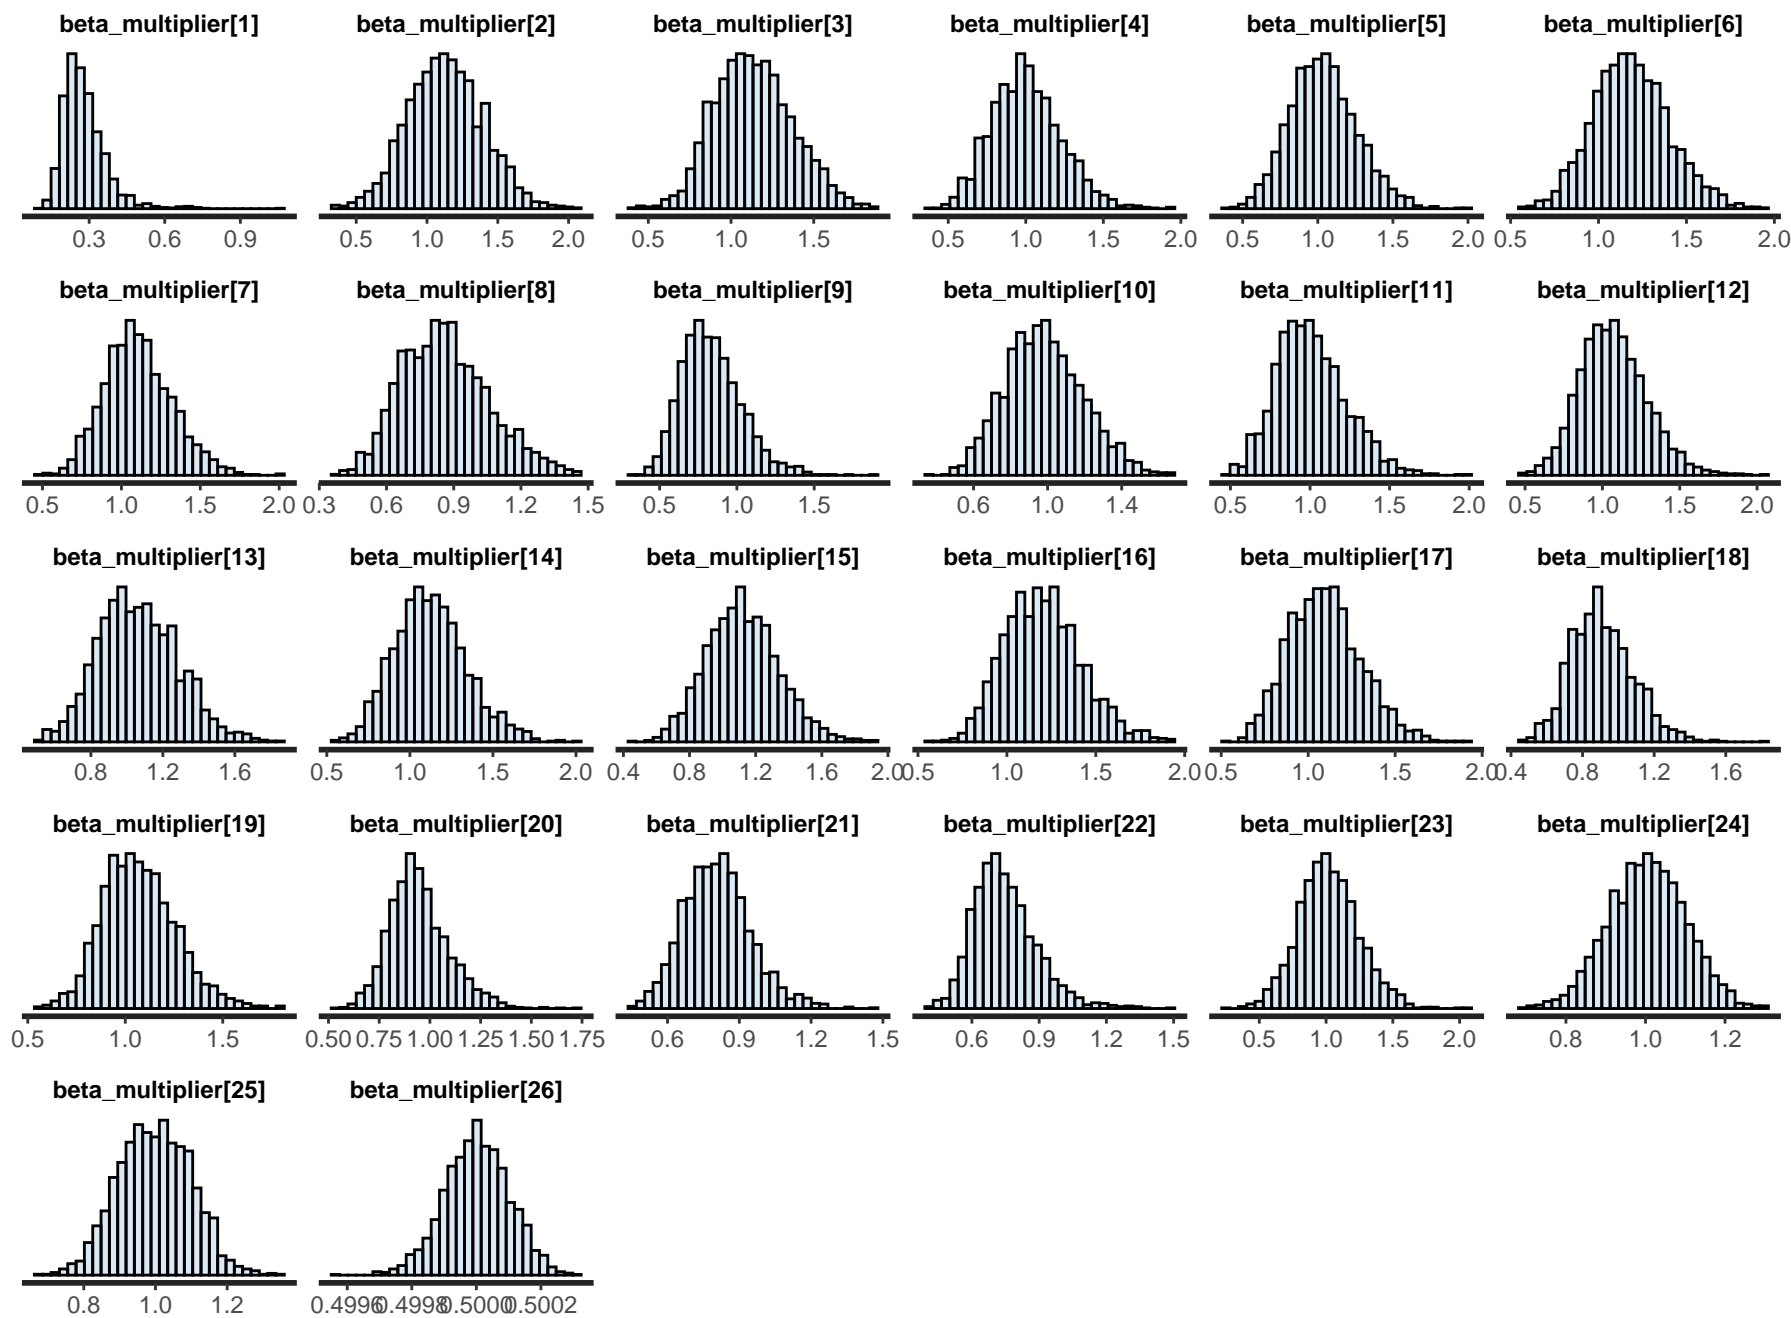 beta_multiplier[1] beta_multiplier[2] beta_multiplier[3] beta_multiplier[4] beta_multiplier[5] beta_multiplier[6]
0.3 0.6 0.9 0.5 1.0 1.5 2.0 0.5 1.0 1.5 0.5 1.0 1.5 2.0 0.5 1.0 1.5 2.0 0.5 1.0 1.5 2.0
beta_multiplier[7] beta_multiplier[8] beta_multiplier[9] beta_multiplier[10] beta_multiplier[11] beta_multiplier[12]
0.5 1.0 1.5 2.0 0.3 0.6 0.9 1.2 1.5 0.5 1.0 1.5 0.6 1.0 1.4 0.5 1.0 1.5 2.0 0.5 1.0 1.5 2.0
beta_multiplier[13] beta_multiplier[14] beta_multiplier[15] beta_multiplier[16] beta_multiplier[17] beta_multiplier[18]
0.8 1.2 1.6 0.5 1.0 1.5 2.0 0.4 0.8 1.2 1.6 2.0 0.5 1.0 1.5 2.0 0.5 1.0 1.5 2.0 0.4 0.8 1.2 1.6
beta_multiplier[19] beta_multiplier[20] beta_multiplier[21] beta_multiplier[22] beta_multiplier[23] beta_multiplier[24]
0.5 1.0 1.5 0.50 0.75 1.00 1.25 1.50 1.75 0.6 0.9 1.2 1.5 0.6 0.9 1.2 1.5 0.5 1.0 1.5 2.0 0.8 1.0 1.2
beta_multiplier[25] beta_multiplier[26]
0.8 1.0 1.2 0.4996 0.4998 0.5000 0.5002